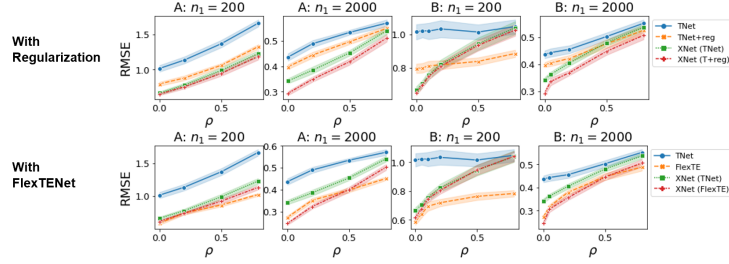 With
Regularization
RMSE
A: n₁ = 200
1.5
1.0
0.0
0.5
ρ
A: n₁ = 2000
0.5
0.4
0.3
0.0
0.5
ρ
B: n₁ = 200
1.0
0.8
0.0
0.5
ρ
B: n₁ = 2000
0.5
0.4
0.3
0.0
0.5
ρ
TNet
TNet+reg
XNet (TNet)
XNet (T+reg)
With
FlexTENet
RMSE
A: n₁ = 200
1.5
1.0
0.0
0.5
ρ
A: n₁ = 2000
0.6
0.5
0.4
0.3
0.0
0.5
ρ
B: n₁ = 200
1.0
0.8
0.6
0.0
0.5
ρ
B: n₁ = 2000
0.5
0.4
0.3
0.0
0.5
ρ
TNet
FlexTE
XNet (TNet)
XNet (FlexTE)